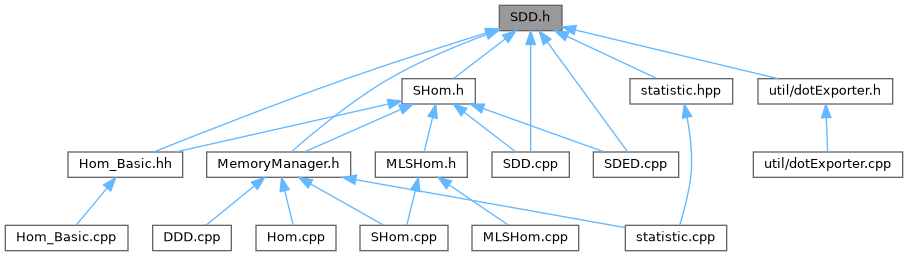 SDD.h
SHom.h
statistic.hpp
util/dotExporter.h
Hom_Basic.hh
MemoryManager.h
MLSHom.h
SDD.cpp
SDED.cpp
util/dotExporter.cpp
Hom_Basic.cpp
DDD.cpp
Hom.cpp
SHom.cpp
MLSHom.cpp
statistic.cpp